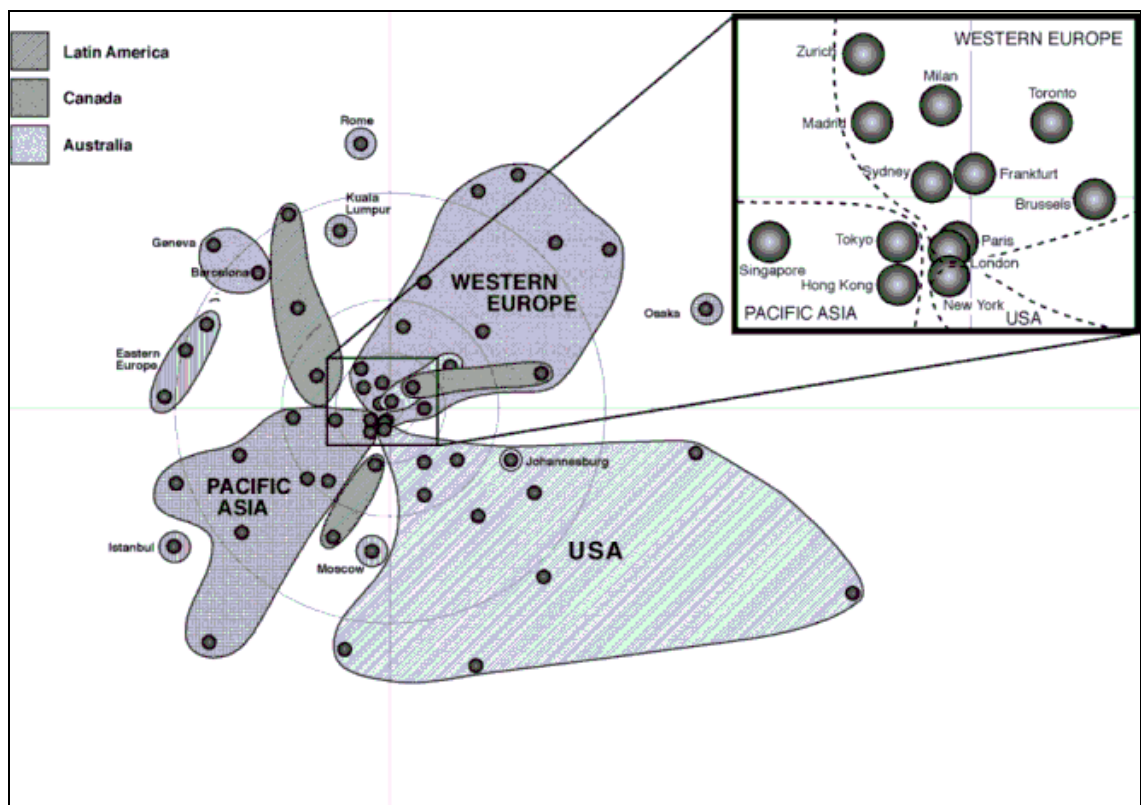 Latin America
Canada
Australia
Rome
Kuala
Lumpur
Geneva
Barcelona
Eastern
Europe
WESTERN
EUROPE
Osaka
PACIFIC
ASIA
Johannesburg
Istanbul
Moscow
USA
WESTERN EUROPE
Zurich
Milan
Toronto
Madrid
Sydney
Frankfurt
Brussels
Tokyo
Paris
Singapore
London
Hong Kong
New York
PACIFIC ASIA
USA